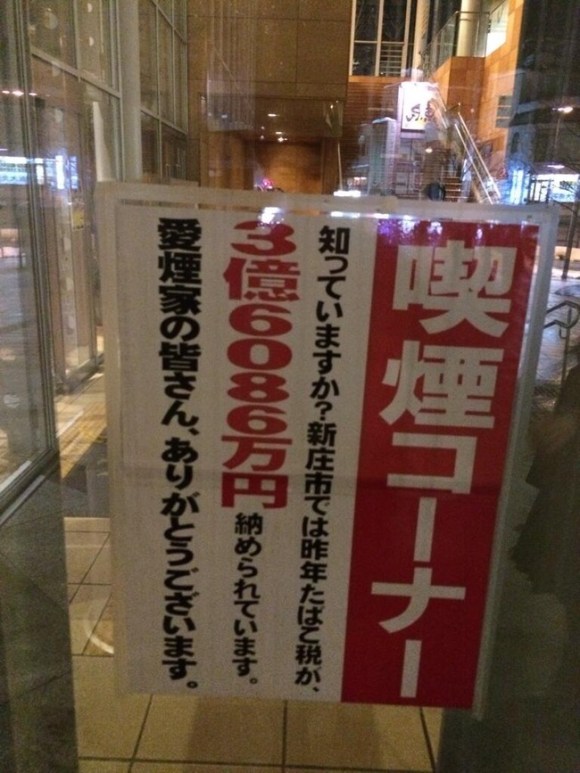 喫煙コーナー
知っていますか？新庄市では昨年たばこ税が、
3億6086万円 納められています。
愛煙家の皆さん、ありがとうございます。